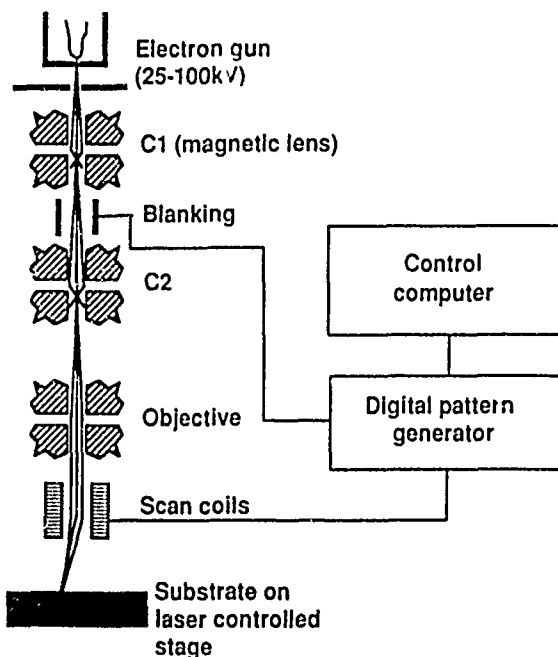 Electron gun
(25-100kV)
C1 (magnetic lens)
Blanking
C2
Control
computer
Digital pattern
generator
Objective
Scan coils
Substrate on
laser controlled
stage